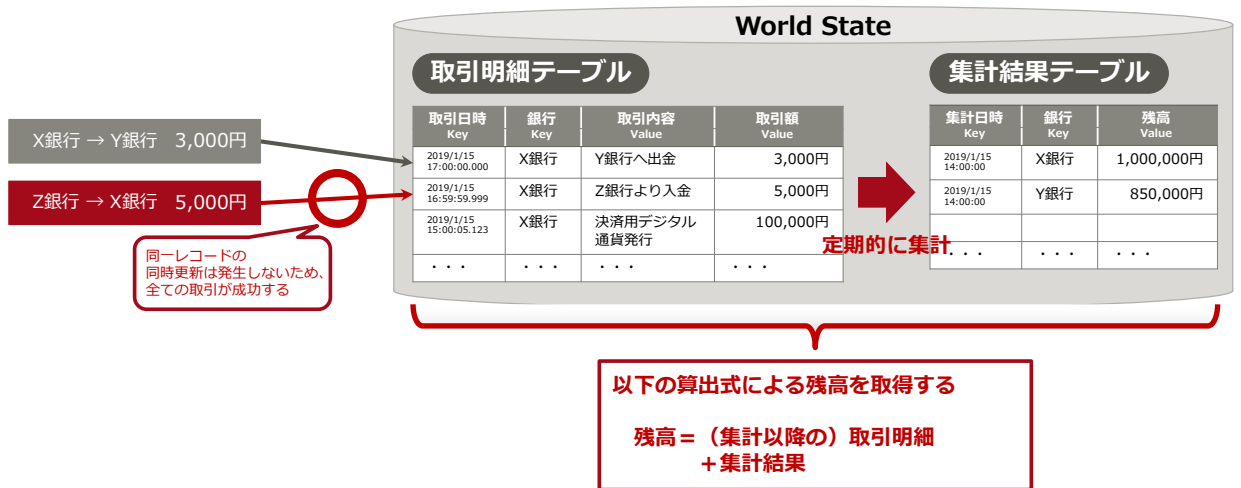 World State
取引明細テーブル
取引日時 銀行 取引内容 取引額
Key Key Value Value
2019/1/15
17:00:00.000
X銀行 Y銀行へ出金 3,000円
2019/1/15
16:59:59.999
X銀行 Z銀行より入金 5,000円
2019/1/15
15:00:05.123
X銀行 決済用デジタル
通貨発行
100,000円
・・・ ・・・ ・・・ ・・・
集計結果テーブル
集計日時 銀行 残高
Key Key Value
2019/1/15
14:00:00
X銀行 1,000,000円
2019/1/15
14:00:00
Y銀行 850,000円
・・・ ・・・ ・・・
定期的に集計
X銀行 → Y銀行 3,000円
Z銀行 → X銀行 5,000円
同一レコードの
同時更新は発生しないため、
全ての取引が成功する
以下の算出式による残高を取得する
残高＝（集計以降の）取引明細
＋集計結果